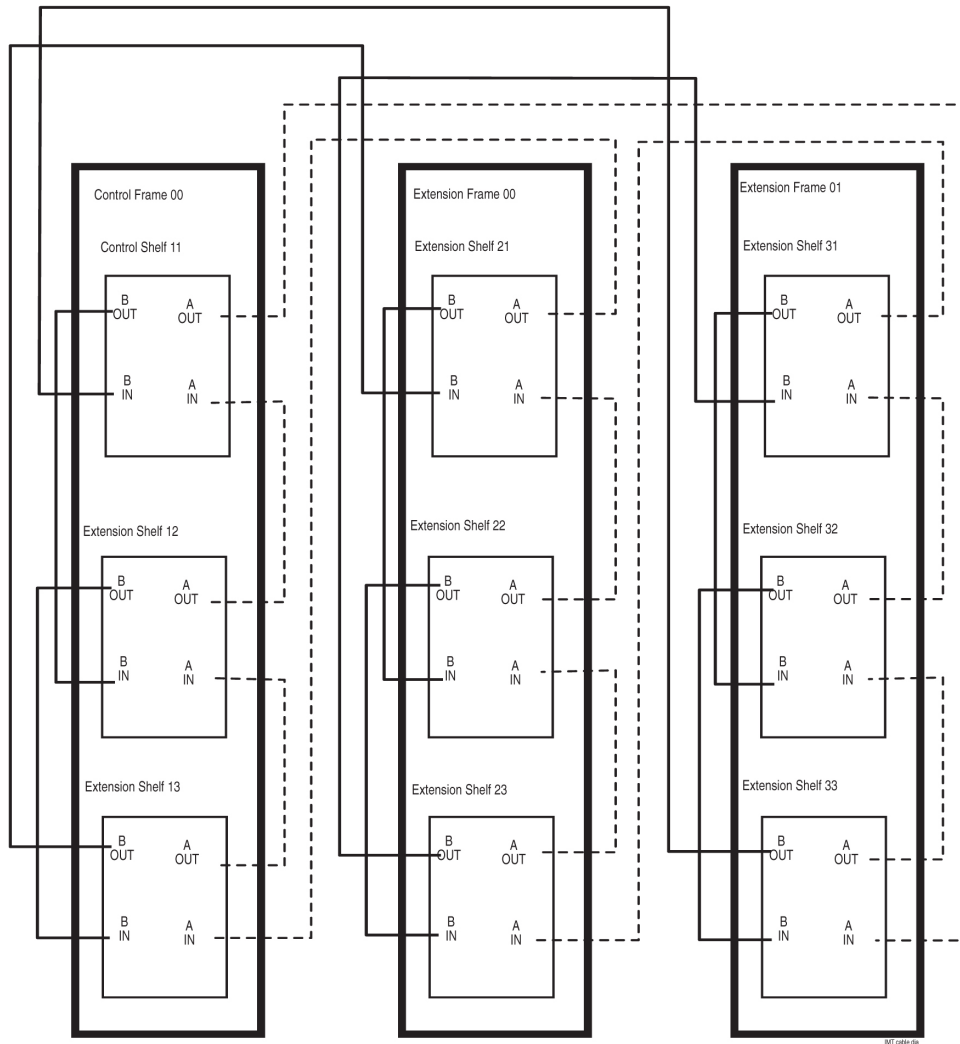 Control Frame 00
Control Shelf 11
B
OUT
A
OUT
B
IN
A
IN
Extension Shelf 12
B
OUT
A
OUT
B
IN
A
IN
Extension Shelf 13
B
OUT
A
OUT
B
IN
A
IN
Extension Frame 00
Extension Shelf 21
B
OUT
A
OUT
B
IN
A
IN
Extension Shelf 22
B
OUT
A
OUT
B
IN
A
IN
Extension Shelf 23
B
OUT
A
OUT
B
IN
A
IN
Extension Frame 01
Extension Shelf 31
B
OUT
A
OUT
B
IN
A
IN
Extension Shelf 32
B
OUT
A
OUT
B
IN
A
IN
Extension Shelf 33
B
OUT
A
OUT
B
IN
A
IN
IMT cable dia